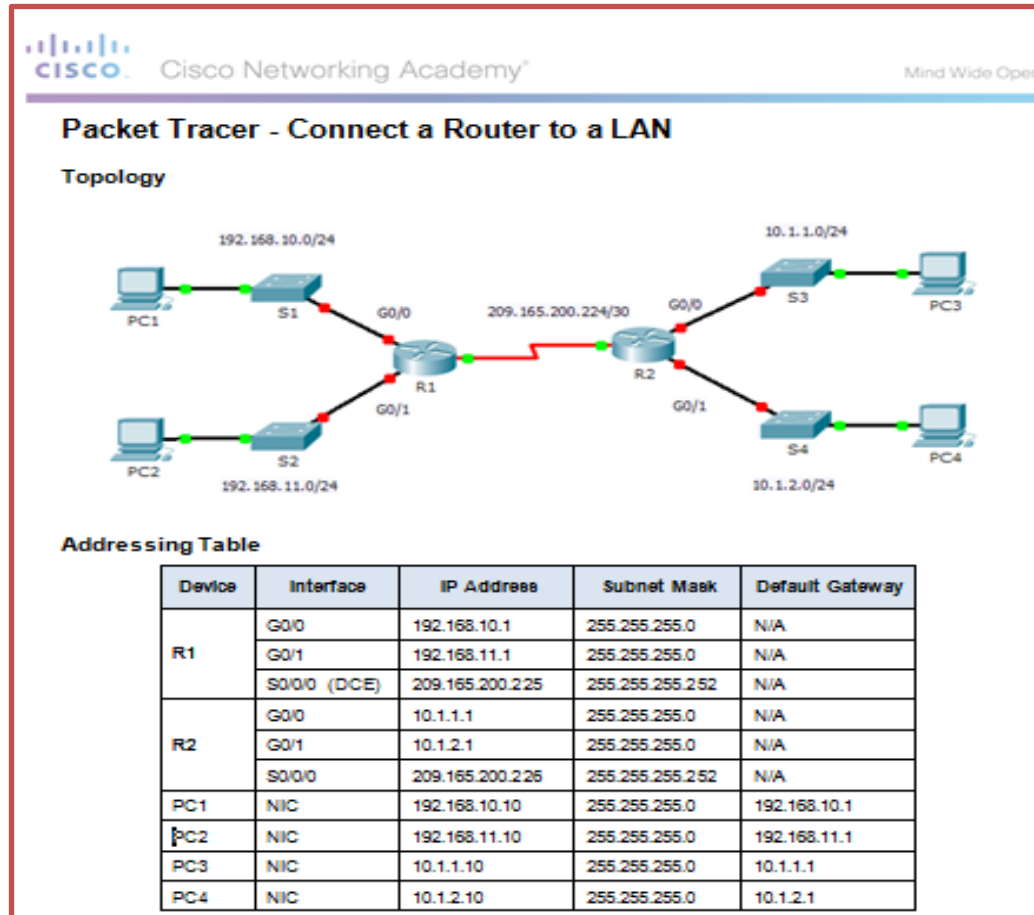 CISCO. Cisco Networking Academy® Mind Wide Open
Packet Tracer - Connect a Router to a LAN
Topology
192.168.10.0/24
10.1.1.0/24
PC1
S1
G0/0
209.165.200.224/30
G0/0
S3
PC3
R1
R2
G0/1
G0/1
PC2
S2
S4
PC4
192.168.11.0/24
10.1.2.0/24
Addressing Table
Device Interface IP Address Subnet Mask Default Gateway
R1
G0/0 192.168.10.1 255.255.255.0 N/A
G0/1 192.168.11.1 255.255.255.0 N/A
S0/0/0 (DCE) 209.165.200.225 255.255.255.252 N/A
R2
G0/0 10.1.1.1 255.255.255.0 N/A
G0/1 10.1.2.1 255.255.255.0 N/A
S0/0/0 209.165.200.226 255.255.255.252 N/A
PC1 NIC 192.168.10.10 255.255.255.0 192.168.10.1
PC2 NIC 192.168.11.10 255.255.255.0 192.168.11.1
PC3 NIC 10.1.1.10 255.255.255.0 10.1.1.1
PC4 NIC 10.1.2.10 255.255.255.0 10.1.2.1